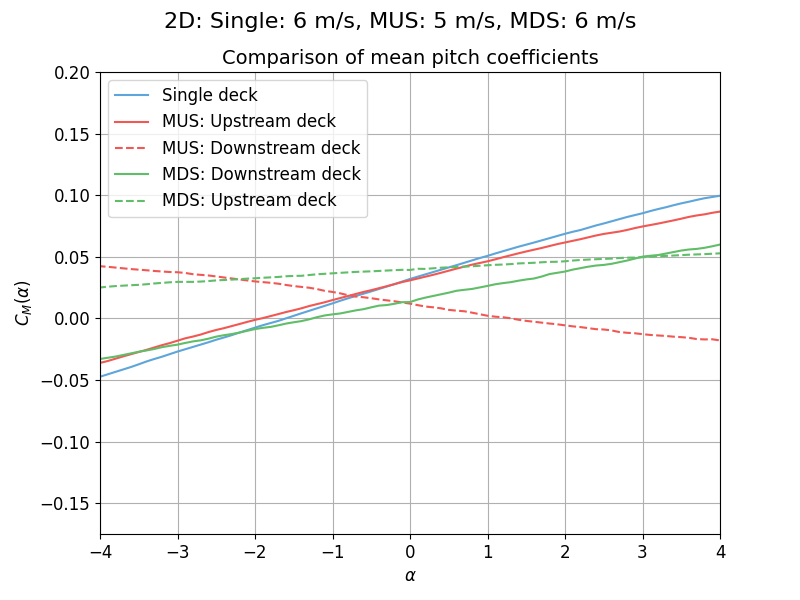 2D: Single: 6 m/s, MUS: 5 m/s, MDS: 6 m/s
Comparison of mean pitch coefficients
Single deck
MUS: Upstream deck
MUS: Downstream deck
MDS: Downstream deck
MDS: Upstream deck
0.20
0.15
0.10
0.05
0.00
−0.05
−0.10
−0.15
C_M(α)
−4 −3 −2 −1 0 1 2 3 4
α